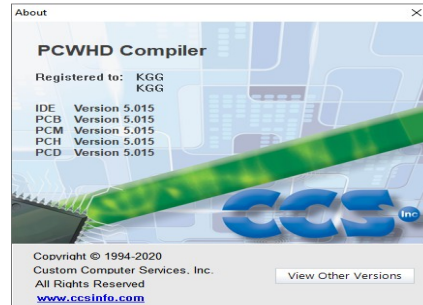 About
PCWHD Compiler
Registered to: KGG
KGG
IDE Version 5.015
PCB Version 5.015
PCM Version 5.015
PCH Version 5.015
PCD Version 5.015
CCS Inc
Copyright © 1994-2020
Custom Computer Services, Inc.
All Rights Reserved
View Other Versions
www.ccsinfo.com